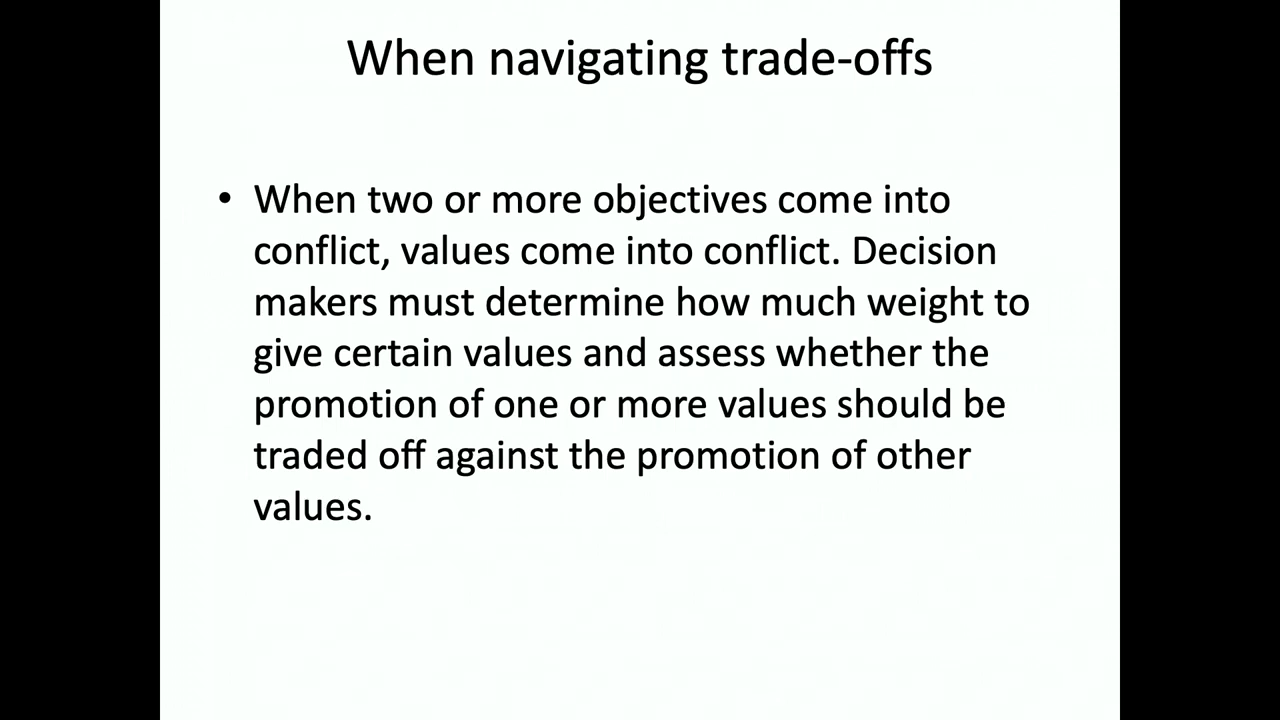 When navigating trade-offs
• When two or more objectives come into
conflict, values come into conflict. Decision
makers must determine how much weight to
give certain values and assess whether the
promotion of one or more values should be
traded off against the promotion of other
values.